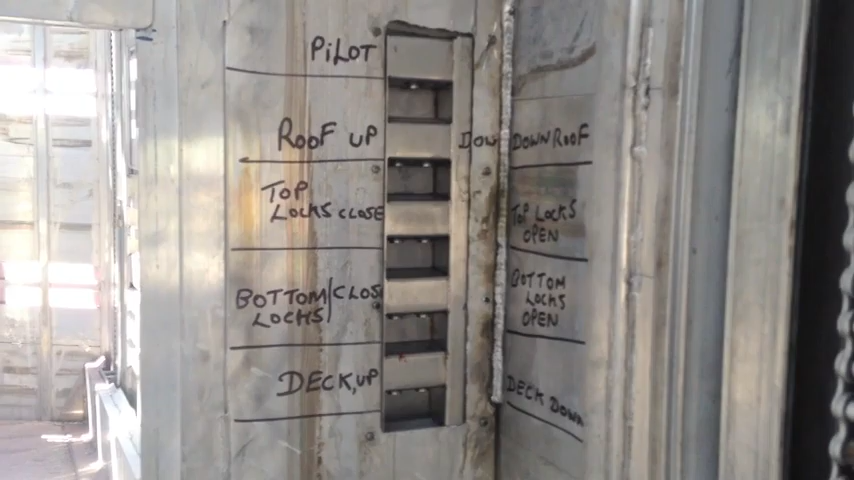 PiLOT
ROOF UP
DOW
DOWN ROOF
TOP
LOCKS CLOSE
TOP LOCKS
OPEN
BOTTOM/CLOS
LOCKS
BOTTOM
LOCKS
OPEN
DECK, UP
DECK DOWN